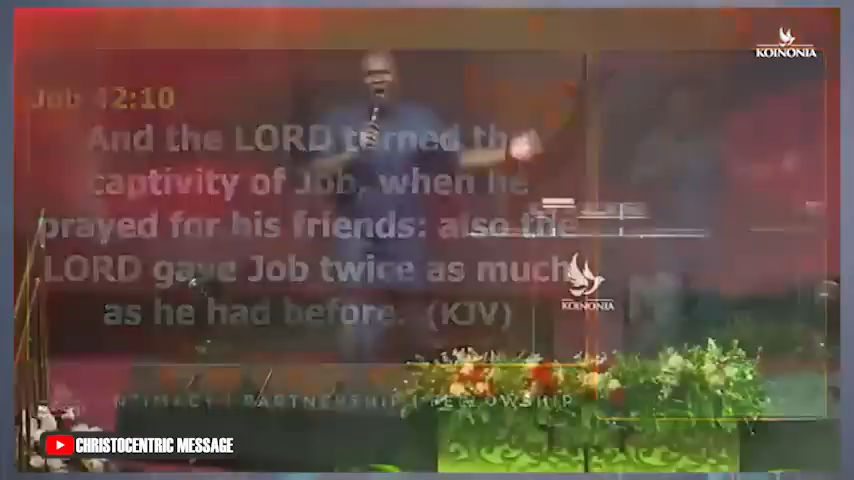 KOINONIA
Job 42:10
And the LORD turned the
captivity of Job, when he
prayed for his friends: also the
LORD gave Job twice as much
as he had before. (KJV)
KOINONIA
INTIMACY | PARTNERSHIP | FELLOWSHIP
CHRISTOCENTRIC MESSAGE